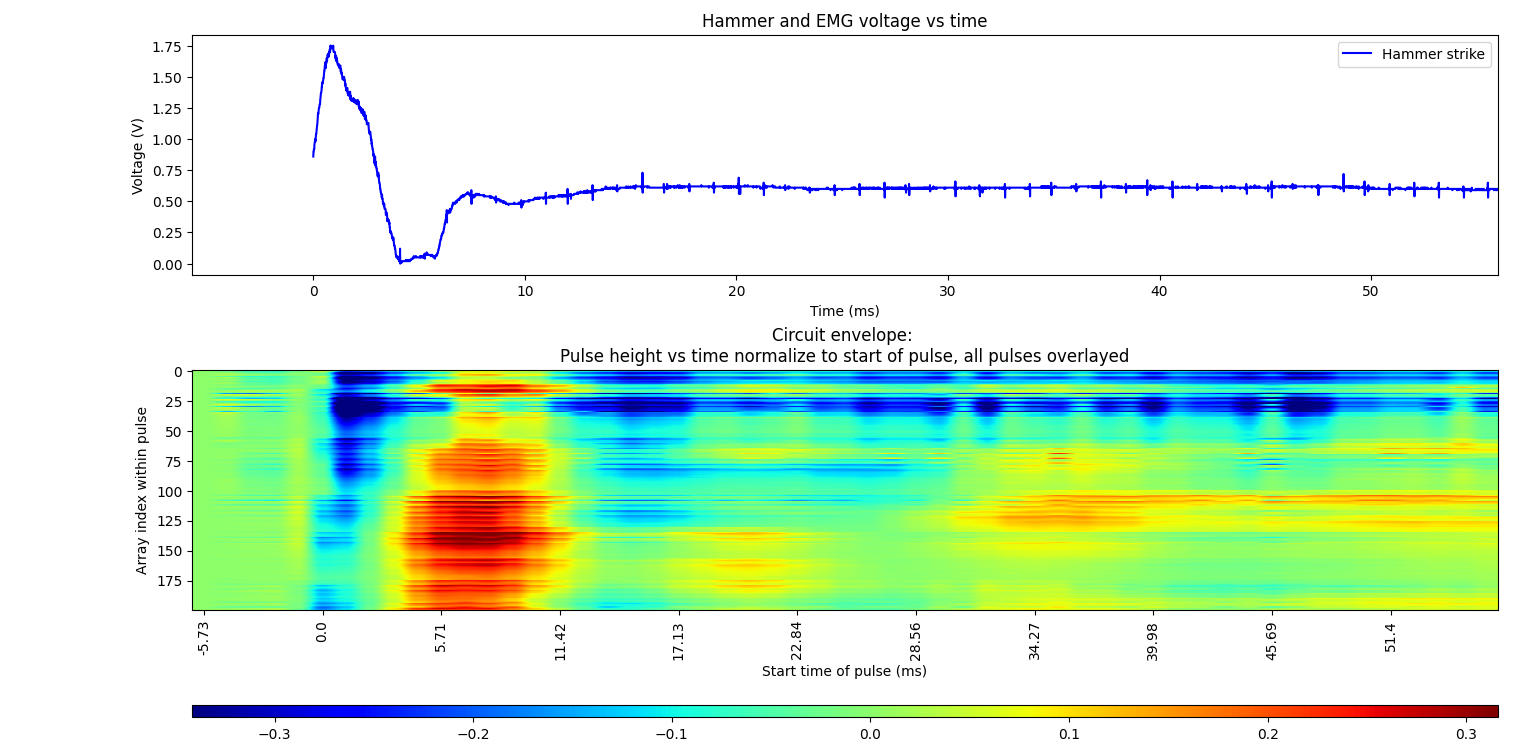 Hammer and EMG voltage vs time
Hammer strike
Voltage (V)
1.75
1.50
1.25
1.00
0.75
0.50
0.25
0.00
0 10 20 30 40 50
Time (ms)
Circuit envelope:
Pulse height vs time normalize to start of pulse, all pulses overlayed
Array index within pulse
0
25
50
75
100
125
150
175
-5.73 0.0 5.71 11.42 17.13 22.84 28.56 34.27 39.98 45.69 51.4
Start time of pulse (ms)
−0.3 −0.2 −0.1 0.0 0.1 0.2 0.3